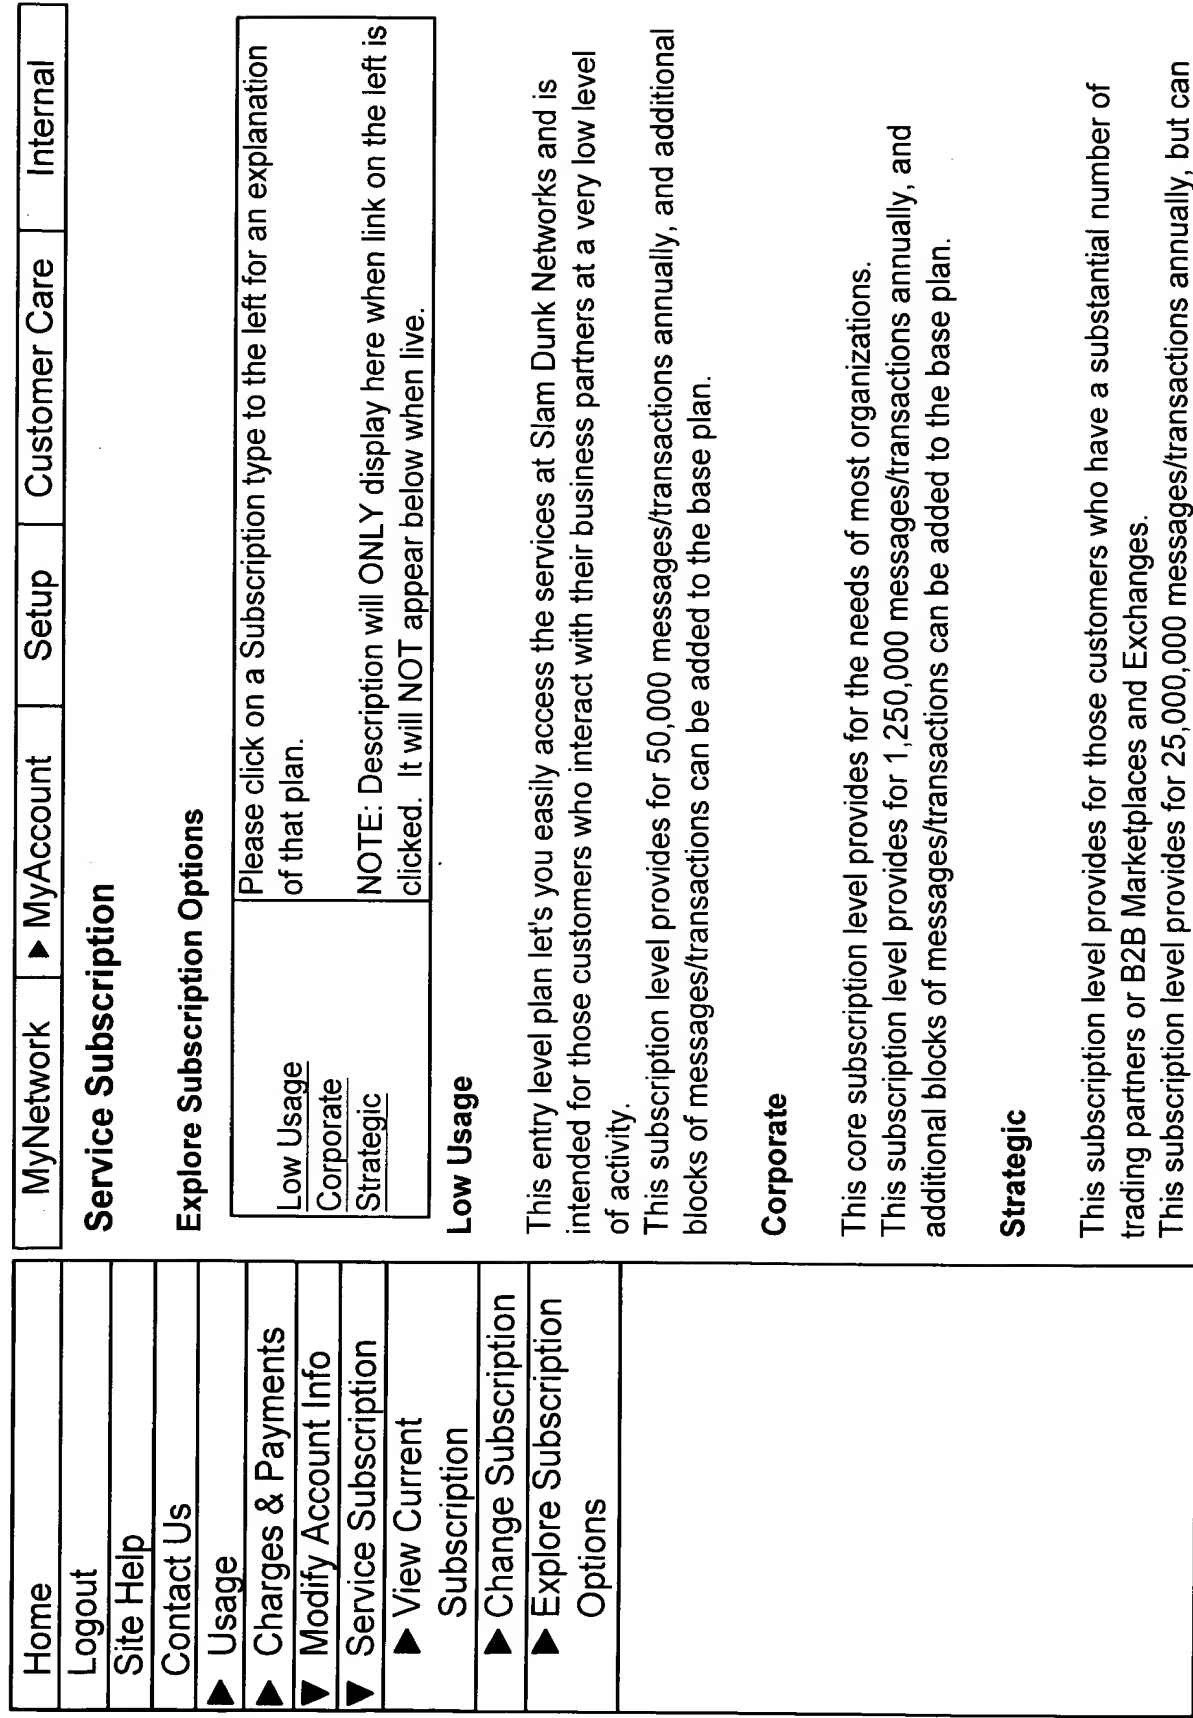 Home
Logout
Site Help
Contact Us
▶ Usage
▶ Charges & Payments
▼ Modify Account Info
▼ Service Subscription
▶ View Current
Subscription
▶ Change Subscription
▶ Explore Subscription
Options
MyNetwork ▶ MyAccount Setup Customer Care Internal
Service Subscription
Explore Subscription Options
Low Usage
Corporate
Strategic
Please click on a Subscription type to the left for an explanation
of that plan.
NOTE: Description will ONLY display here when link on the left is
clicked. It will NOT appear below when live.
Low Usage
This entry level plan let's you easily access the services at Slam Dunk Networks and is
intended for those customers who interact with their business partners at a very low level
of activity.
This subscription level provides for 50,000 messages/transactions annually, and additional
blocks of messages/transactions can be added to the base plan.
Corporate
This core subscription level provides for the needs of most organizations.
This subscription level provides for 1,250,000 messages/transactions annually, and
additional blocks of messages/transactions can be added to the base plan.
Strategic
This subscription level provides for those customers who have a substantial number of
trading partners or B2B Marketplaces and Exchanges.
This subscription level provides for 25,000,000 messages/transactions annually, but can